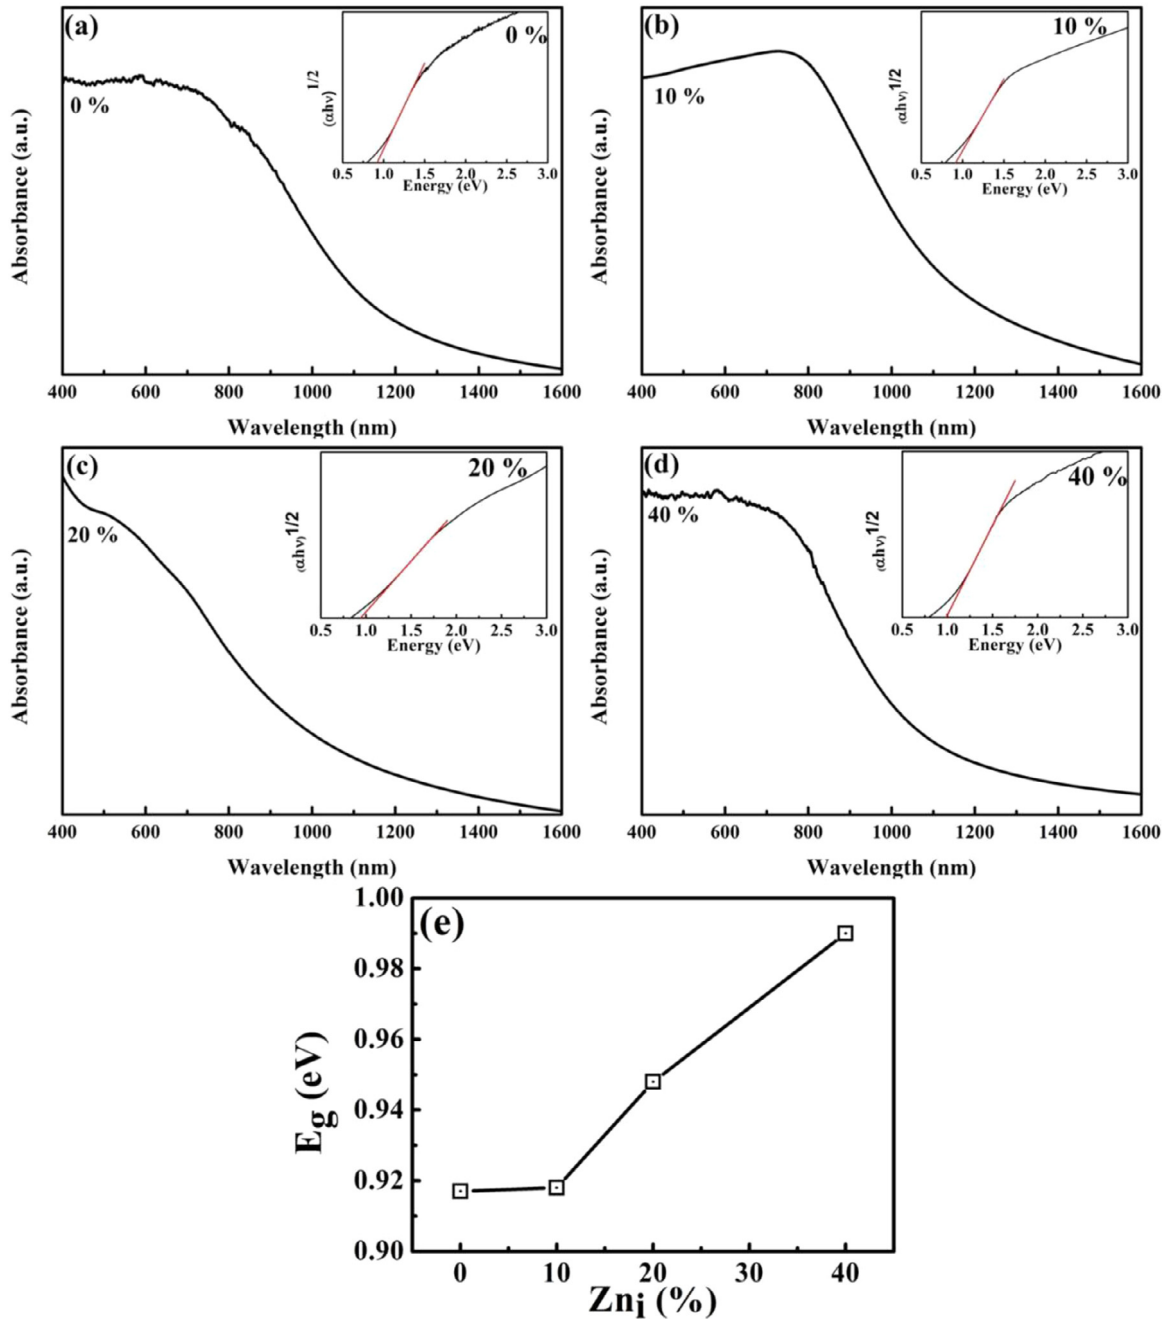 (a)
0 %
(αhν)1/2
0 %
0.5 1.0 1.5 2.0 2.5 3.0
Energy (eV)
Absorbance (a.u.)
400 600 800 1000 1200 1400 1600
Wavelength (nm)
(b)
10 %
(αhν)1/2
10 %
0.5 1.0 1.5 2.0 2.5 3.0
Energy (eV)
Absorbance (a.u.)
400 600 800 1000 1200 1400 1600
Wavelength (nm)
(c)
20 %
(αhν)1/2
20 %
0.5 1.0 1.5 2.0 2.5 3.0
Energy (eV)
Absorbance (a.u.)
400 600 800 1000 1200 1400 1600
Wavelength (nm)
(d)
40 %
(αhν)1/2
40 %
0.5 1.0 1.5 2.0 2.5 3.0
Energy (eV)
Absorbance (a.u.)
400 600 800 1000 1200 1400 1600
Wavelength (nm)
(e)
1.00
0.98
0.96
0.94
0.92
0.90
Eg (eV)
0 10 20 30 40
Zni (%)